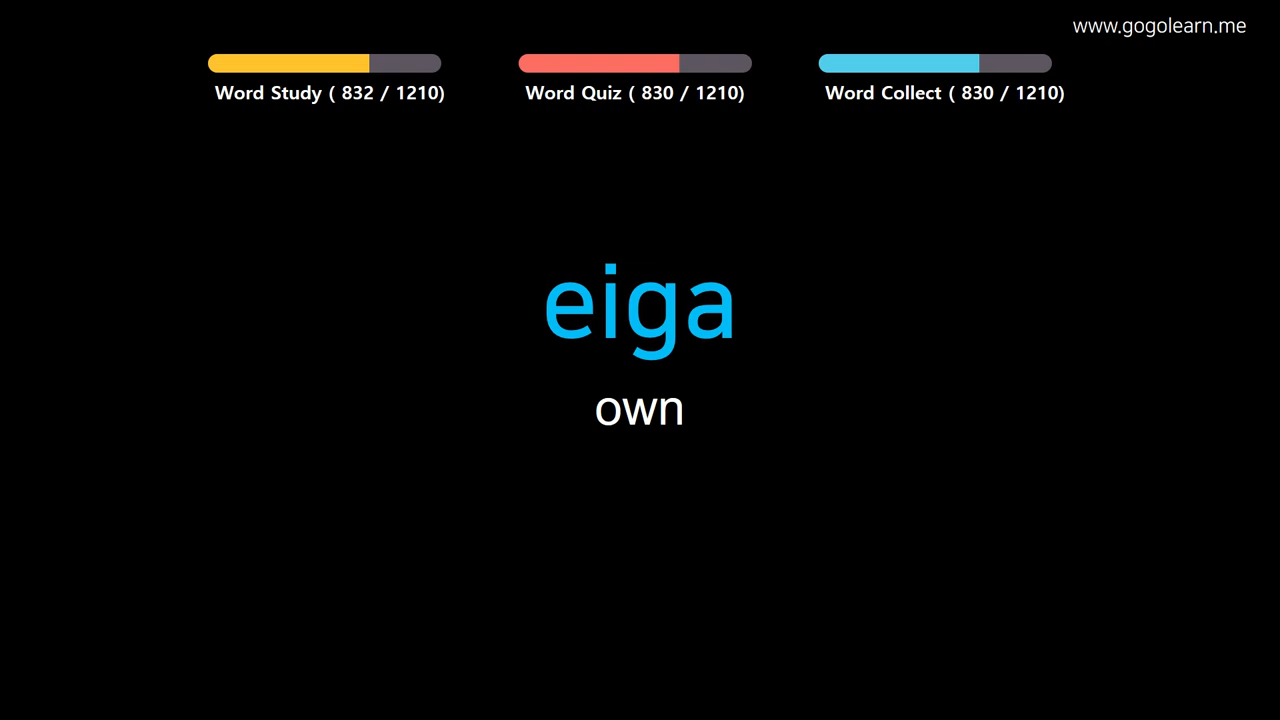 www.gogolearn.me
Word Study ( 832 / 1210)
Word Quiz ( 830 / 1210)
Word Collect ( 830 / 1210)
eiga
own